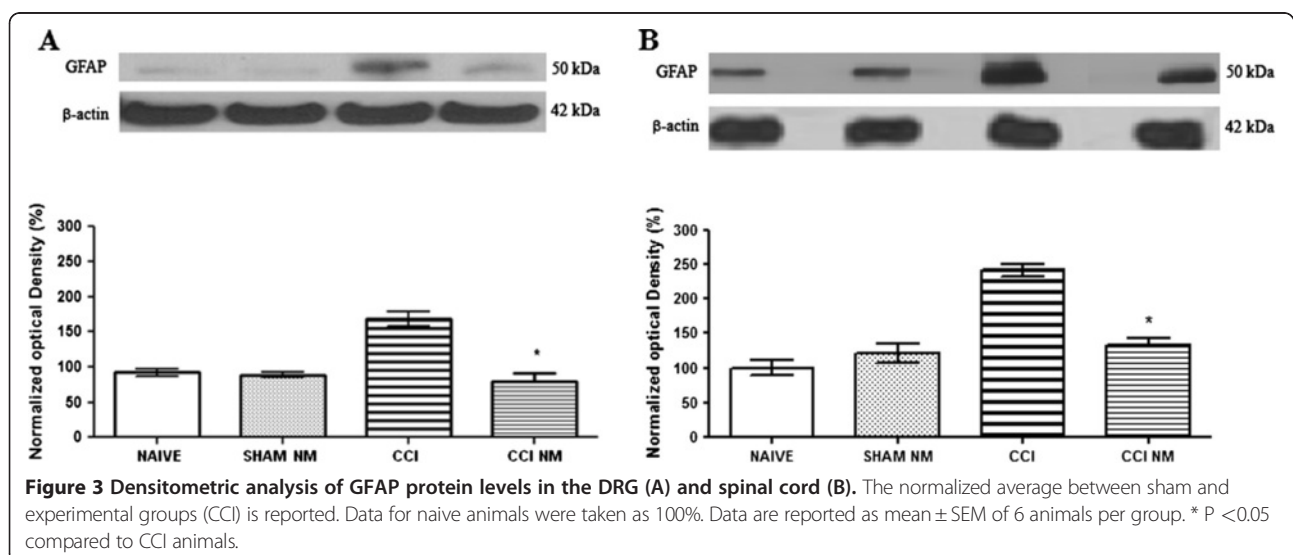 A
GFAP
50 kDa
β-actin
42 kDa
Normalized optical Density (%)
300
250
200
150
100
50
0
NAIVE
SHAM NM
CCI
CCI NM
*
B
GFAP
50 kDa
β-actin
42 kDa
Normalized optical Density (%)
300
250
200
150
100
50
0
NAIVE
SHAM NM
CCI
CCI NM
*
Figure 3 Densitometric analysis of GFAP protein levels in the DRG (A) and spinal cord (B). The normalized average between sham and
experimental groups (CCI) is reported. Data for naive animals were taken as 100%. Data are reported as mean ± SEM of 6 animals per group. * P <0.05
compared to CCI animals.